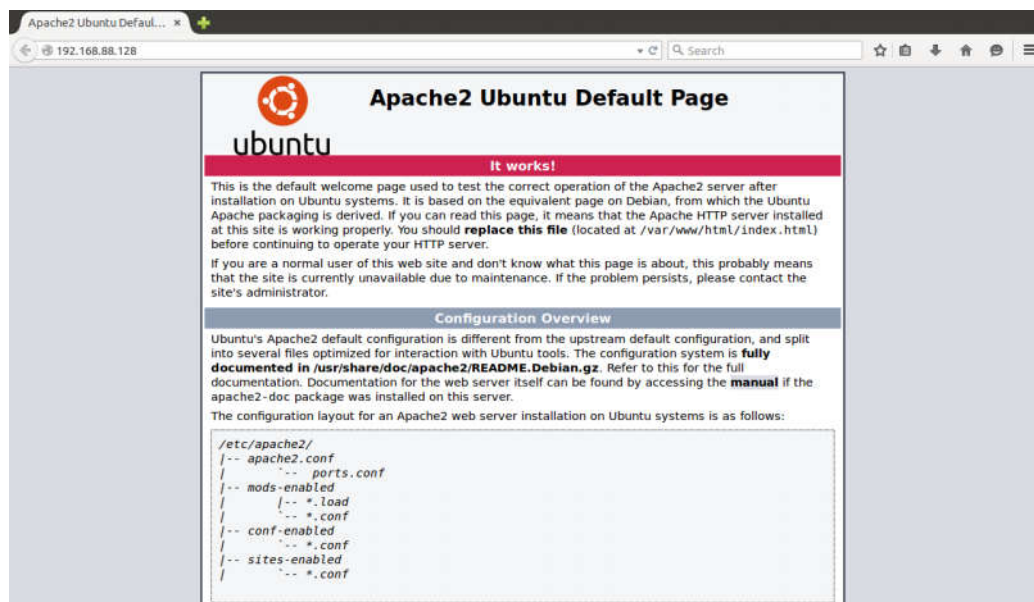 Apache2 Ubuntu Defaul... ×
192.168.88.128
Search
Apache2 Ubuntu Default Page
ubuntu
It works!
This is the default welcome page used to test the correct operation of the Apache2 server after
installation on Ubuntu systems. It is based on the equivalent page on Debian, from which the Ubuntu
Apache packaging is derived. If you can read this page, it means that the Apache HTTP server installed
at this site is working properly. You should replace this file (located at /var/www/html/index.html)
before continuing to operate your HTTP server.
If you are a normal user of this web site and don't know what this page is about, this probably means
that the site is currently unavailable due to maintenance. If the problem persists, please contact the
site's administrator.
Configuration Overview
Ubuntu's Apache2 default configuration is different from the upstream default configuration, and split
into several files optimized for interaction with Ubuntu tools. The configuration system is fully
documented in /usr/share/doc/apache2/README.Debian.gz. Refer to this for the full
documentation. Documentation for the web server itself can be found by accessing the manual if the
apache2-doc package was installed on this server.
The configuration layout for an Apache2 web server installation on Ubuntu systems is as follows:
/etc/apache2/
|-- apache2.conf
|       `--  ports.conf
|-- mods-enabled
|       |-- *.load
|       `-- *.conf
|-- conf-enabled
|       `-- *.conf
|-- sites-enabled
|       `-- *.conf